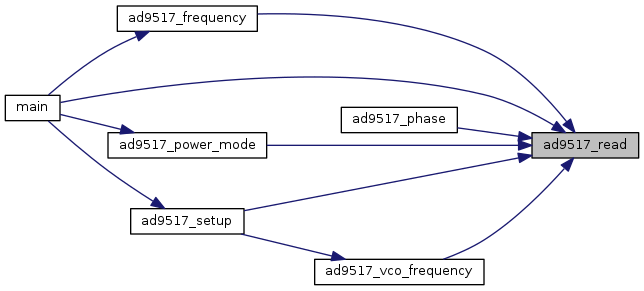 ad9517_frequency
main
ad9517_phase
ad9517_power_mode
ad9517_read
ad9517_setup
ad9517_vco_frequency